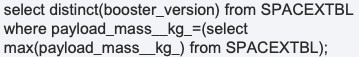 select distinct(booster_version) from SPACEXTBL
where payload_mass__kg_=(select
max(payload_mass__kg_) from SPACEXTBL);